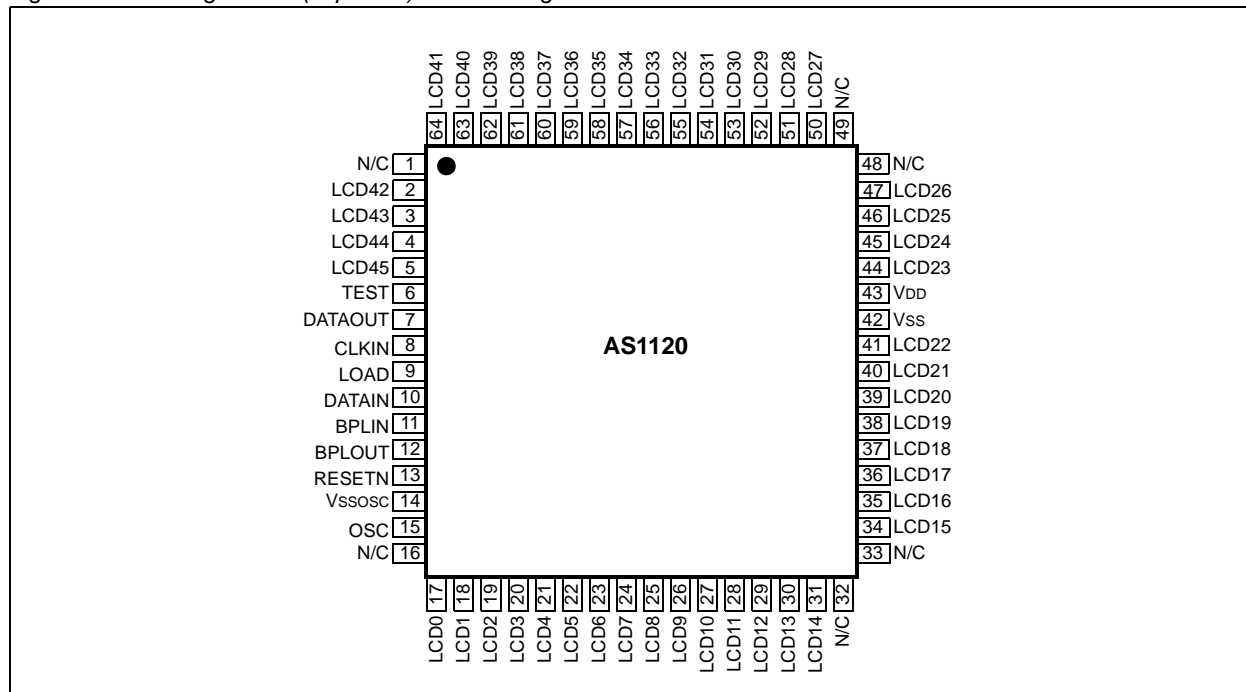 LCD41
LCD40
LCD39
LCD38
LCD37
LCD36
LCD35
LCD34
LCD33
LCD32
LCD31
LCD30
LCD29
LCD28
LCD27
N/C
64
63
62
61
60
59
58
57
56
55
54
53
52
51
50
49
N/C 1
LCD42 2
LCD43 3
LCD44 4
LCD45 5
TEST 6
DATAOUT 7
CLKIN 8
LOAD 9
DATAIN 10
BPLIN 11
BPLOUT 12
RESETN 13
VSSOSC 14
OSC 15
N/C 16
AS1120
48 N/C
47 LCD26
46 LCD25
45 LCD24
44 LCD23
43 VDD
42 VSS
41 LCD22
40 LCD21
39 LCD20
38 LCD19
37 LCD18
36 LCD17
35 LCD16
34 LCD15
33 N/C
17
18
19
20
21
22
23
24
25
26
27
28
29
30
31
32
LCD0
LCD1
LCD2
LCD3
LCD4
LCD5
LCD6
LCD7
LCD8
LCD9
LCD10
LCD11
LCD12
LCD13
LCD14
N/C